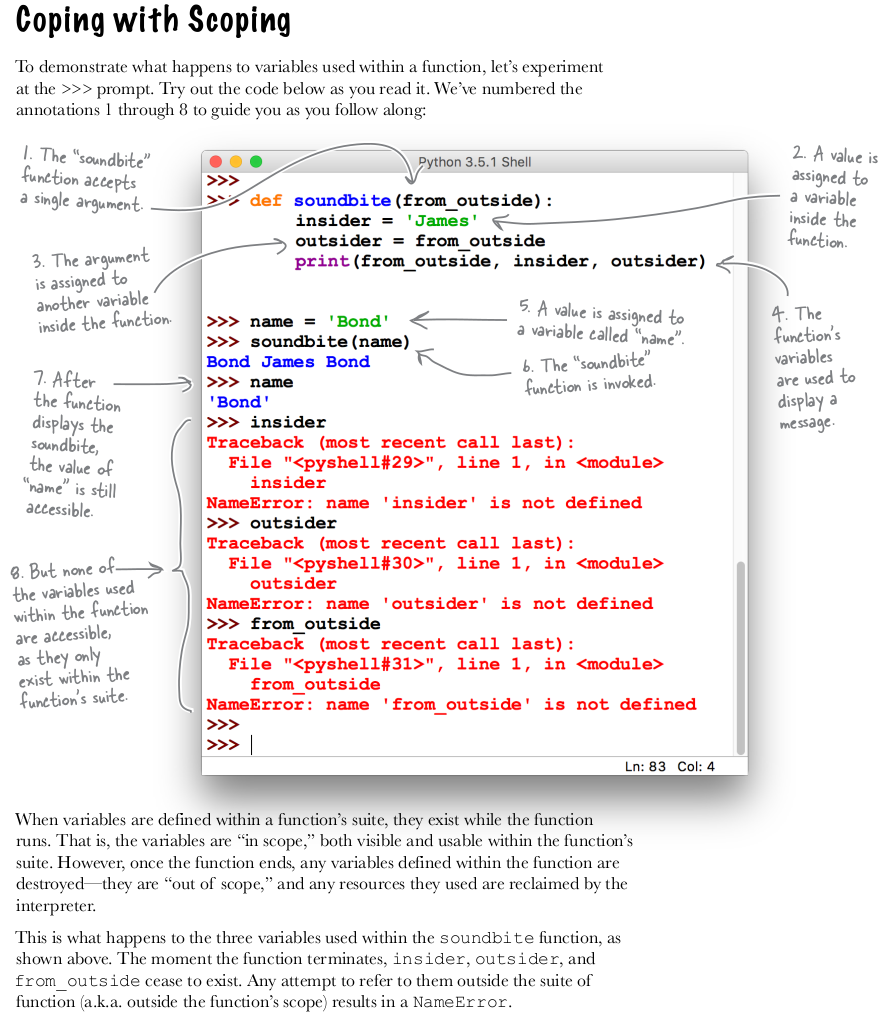 Coping with Scoping
To demonstrate what happens to variables used within a function, let's experiment
at the >>> prompt. Try out the code below as you read it. We've numbered the
annotations 1 through 8 to guide you as you follow along:
1. The "soundbite"
function accepts
a single argument.
2. A value is
assigned to
a variable
inside the
function.
3. The argument
is assigned to
another variable
inside the function.
Python 3.5.1 Shell
>>>
>>> def soundbite(from_outside):
insider = 'James'
outsider = from_outside
print(from_outside, insider, outsider)
4. The
function's
variables
are used to
display a
message.
5. A value is assigned to
a variable called "name".
6. The "soundbite"
function is invoked.
>>> name = 'Bond'
>>> soundbite(name)
Bond James Bond
>>> name
'Bond'
7. After
the function
displays the
soundbite,
the value of
"name" is still
accessible.
>>> insider
Traceback (most recent call last):
File "<pyshell#29>", line 1, in <module>
insider
NameError: name 'insider' is not defined
>>> outsider
Traceback (most recent call last):
File "<pyshell#30>", line 1, in <module>
outsider
NameError: name 'outsider' is not defined
>>> from_outside
Traceback (most recent call last):
File "<pyshell#31>", line 1, in <module>
from_outside
NameError: name 'from_outside' is not defined
>>>
>>>
8. But none of
the variables used
within the function
are accessible,
as they only
exist within the
function's suite.
Ln: 83 Col: 4
When variables are defined within a function's suite, they exist while the function
runs. That is, the variables are "in scope," both visible and usable within the function's
suite. However, once the function ends, any variables defined within the function are
destroyed—they are "out of scope," and any resources they used are reclaimed by the
interpreter.
This is what happens to the three variables used within the soundbite function, as
shown above. The moment the function terminates, insider, outsider, and
from_outside cease to exist. Any attempt to refer to them outside the suite of
function (a.k.a. outside the function's scope) results in a NameError.